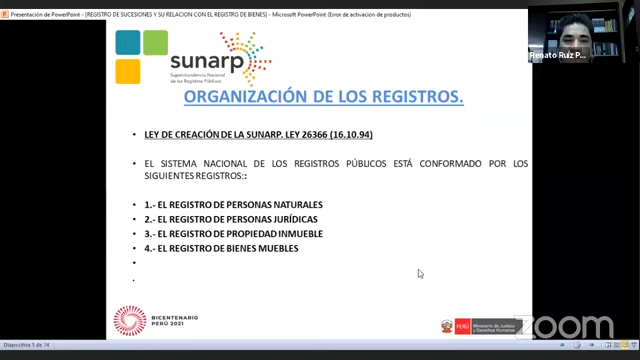 Presentación de PowerPoint - [REGISTRO DE SUCESIONES Y SU RELACION CON EL REGISTRO DE BIENES] - Microsoft PowerPoint (Error de activación de productos)
Renato Ruiz P...
sunarp
Superintendencia Nacional
de los Registros Públicos
ORGANIZACIÓN DE LOS REGISTROS.
• LEY DE CREACIÓN DE LA SUNARP. LEY 26366 (16.10.94)
• EL SISTEMA NACIONAL DE LOS REGISTROS PÚBLICOS ESTÁ CONFORMADO POR LOS
SIGUIENTES REGISTROS::
• 1.- EL REGISTRO DE PERSONAS NATURALES
• 2.- EL REGISTRO DE PERSONAS JURÍDICAS
• 3.- EL REGISTRO DE PROPIEDAD INMUEBLE
• 4.- EL REGISTRO DE BIENES MUEBLES
•
.
BICENTENARIO
PERÚ 2021
PERÚ
Ministerio de Justicia
y Derechos Humanos
zoom
Diapositiva 5 de 14